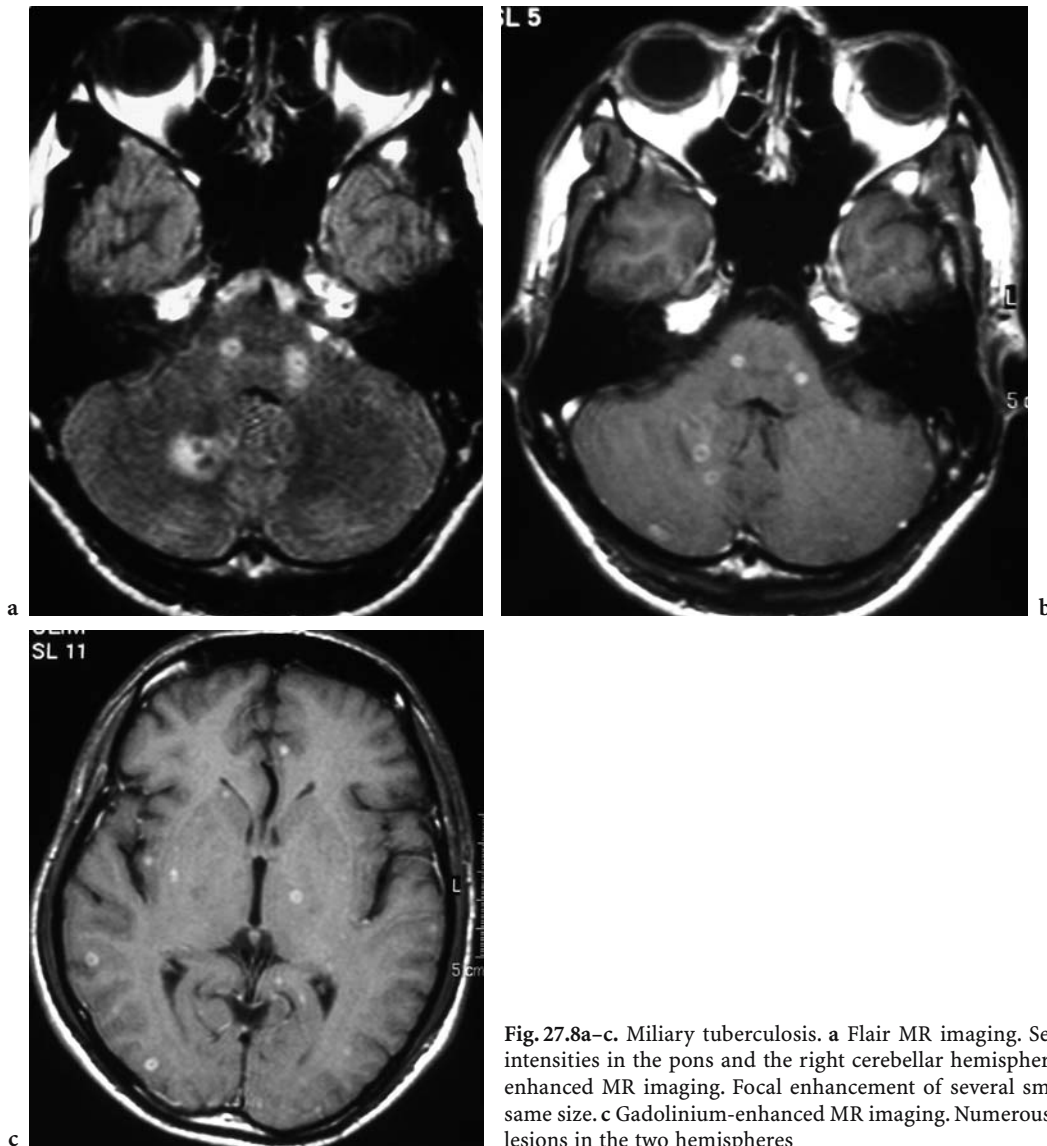 SL 5
L
5 c
a
b
SL 11
L
5 cm
c
Fig. 27.8a–c. Miliary tuberculosis. a Flair MR imaging. Se
intensities in the pons and the right cerebellar hemispher
enhanced MR imaging. Focal enhancement of several sm
same size. c Gadolinium-enhanced MR imaging. Numerous
lesions in the two hemispheres